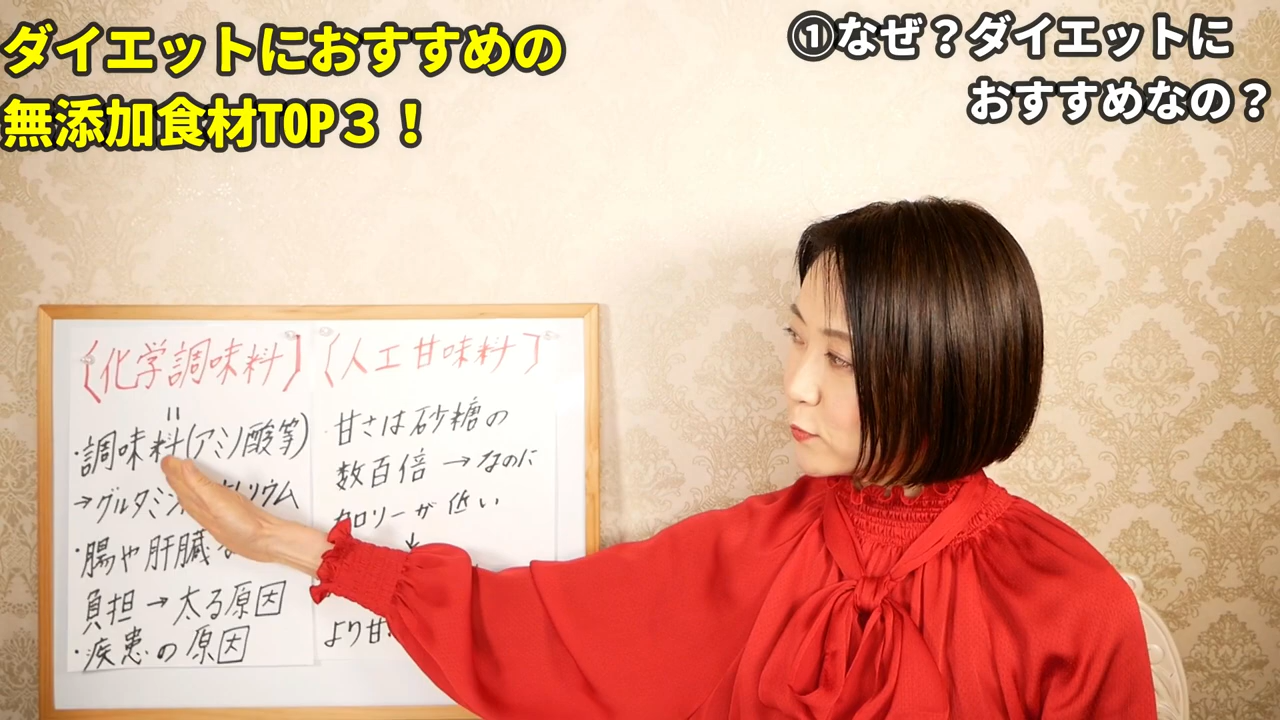 ダイエットにおすすめの
無添加食材TOP３！
①なぜ？ダイエットに
おすすめなの？
〔化学調味料〕
=
・調味料(アミノ酸等)
→グルタミン
・腸や肝臓
負担→太る原因
・疾患の原因
〔人工甘味料〕
・甘さは砂糖の
数百倍→なのに
カロリーが低い
↓
より甘